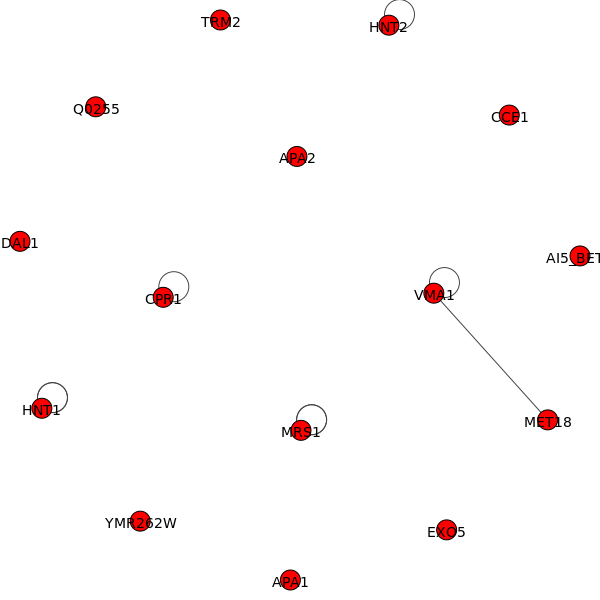 TRM2
HNT2
Q0255
CCE1
APA2
DAL1
AI5_BET
CPR1
VMA1
HNT1
MRS1
MET18
YMR262W
EXO5
APA1